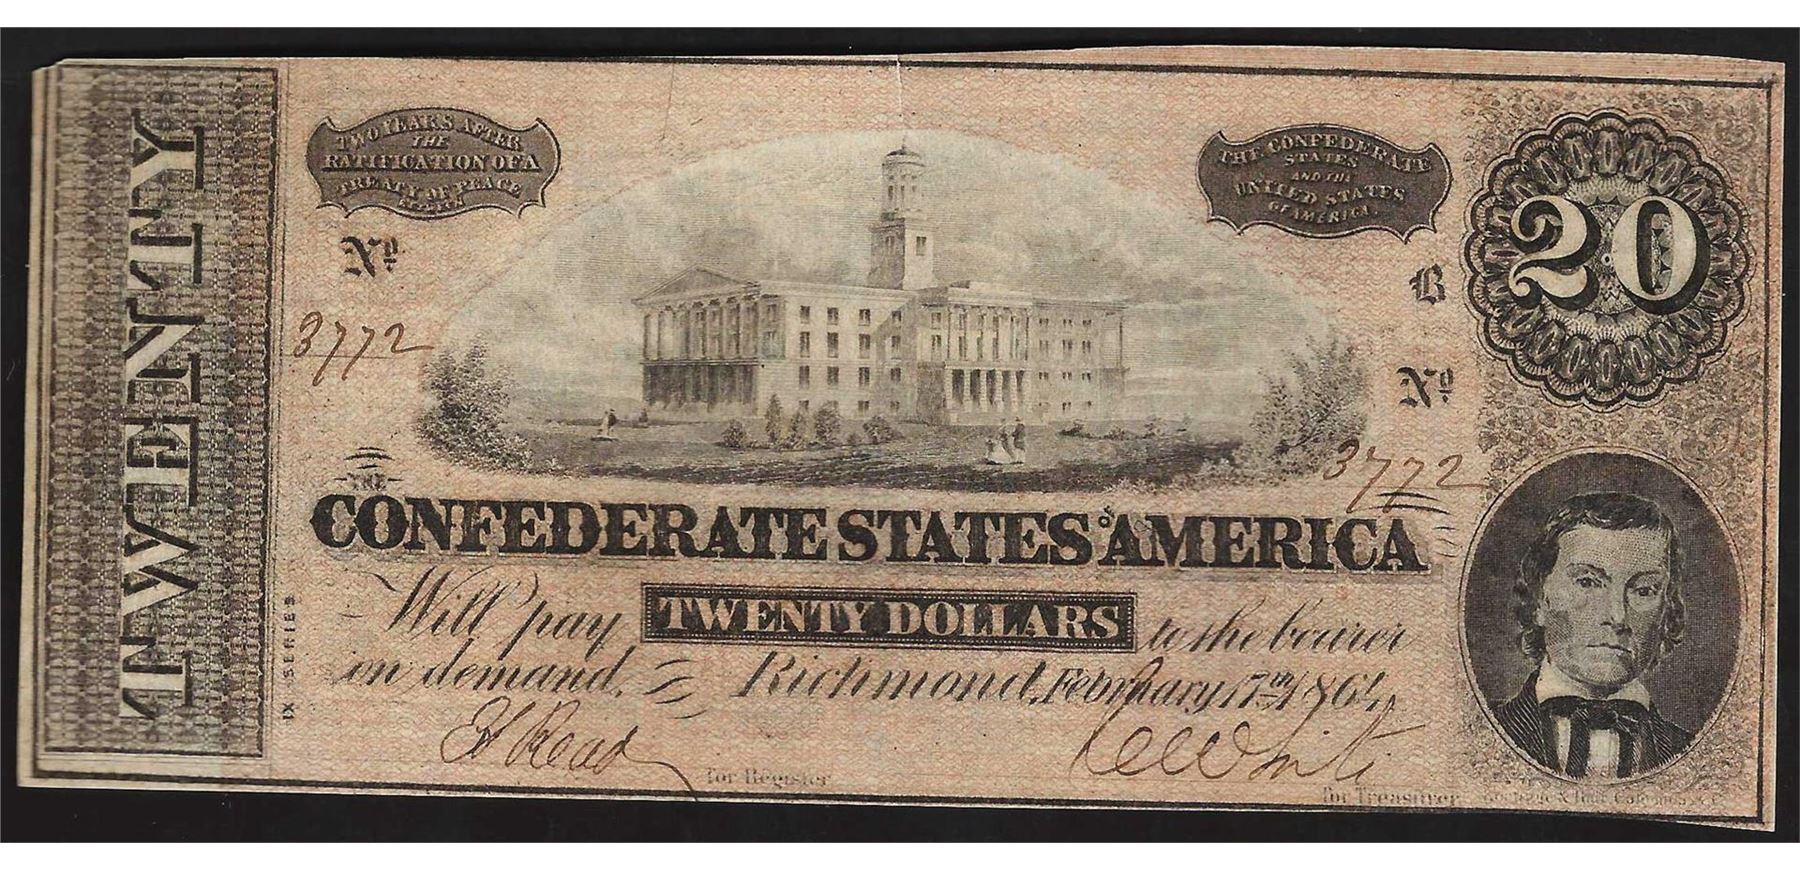 TWENTY
TWO YEARS AFTER
THE
RATIFICATION OF A
TREATY OF PEACE
BETWEEN
THE CONFEDERATE
STATES
AND THE
UNITED STATES
OF AMERICA.
20
No
B
3772
No
3772
THE
CONFEDERATE STATES OF AMERICA
Will pay TWENTY DOLLARS to the bearer
on demand. Richmond, February 17th 1864
IX SERIES
for Register
for Treasurer